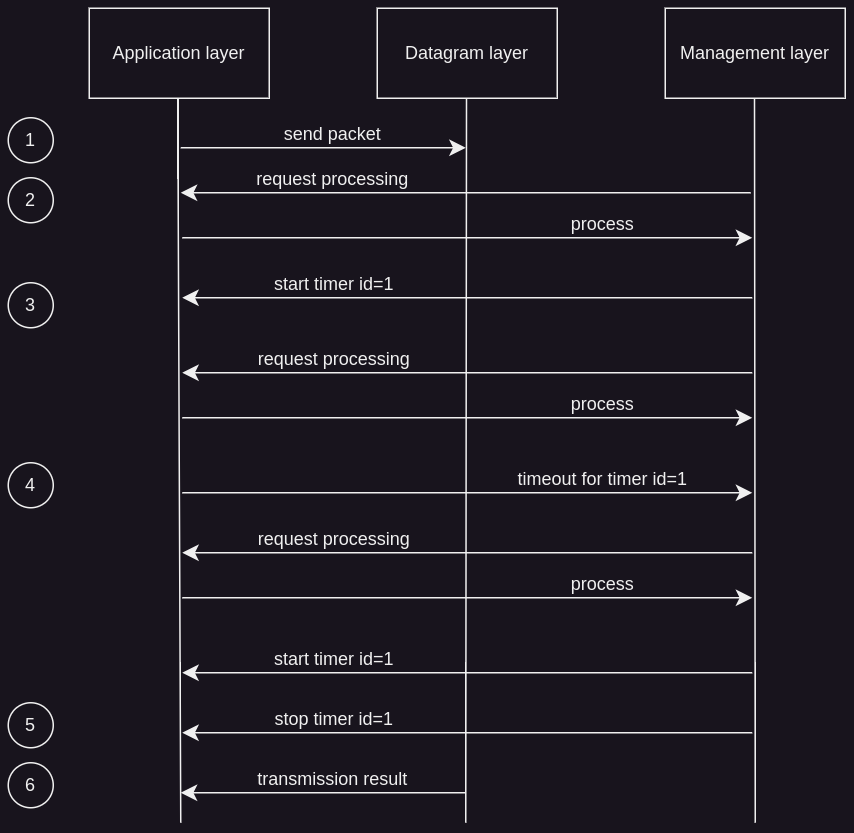 Application layer
Datagram layer
Management layer
1
send packet
2
request processing
process
3
start timer id=1
request processing
process
4
timeout for timer id=1
request processing
process
start timer id=1
5
stop timer id=1
6
transmission result